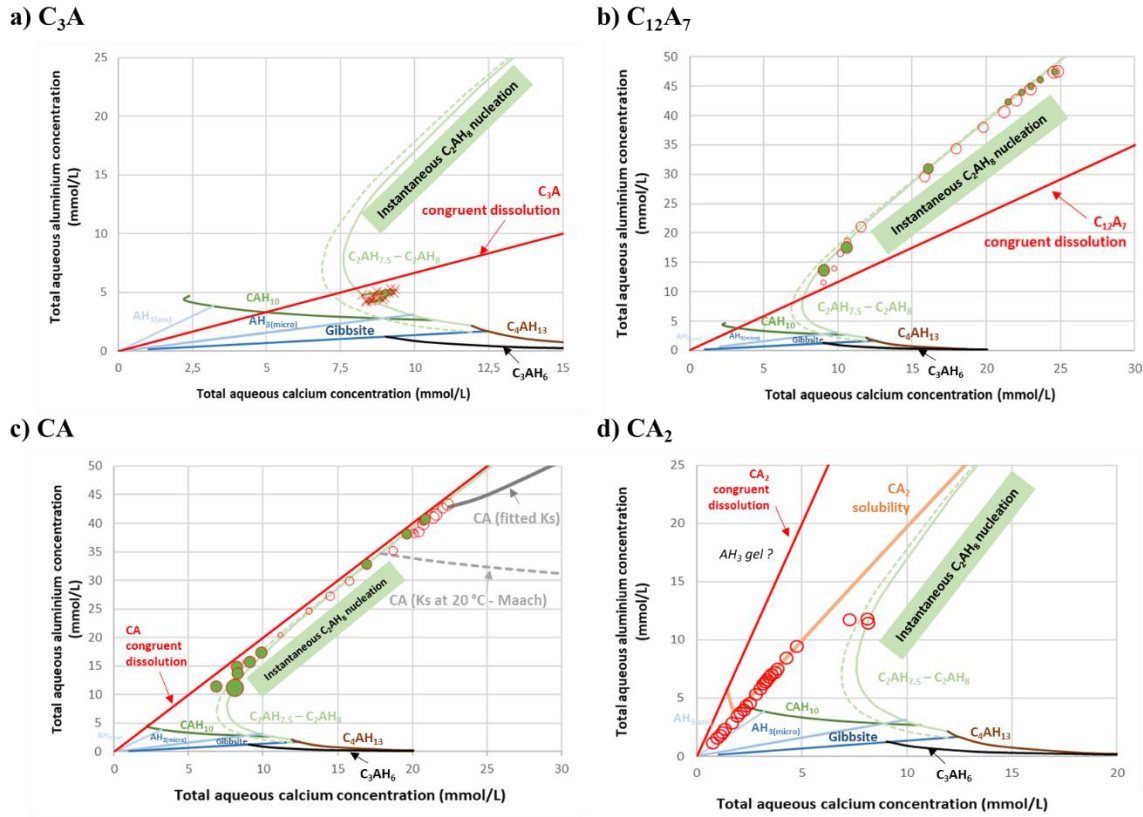 a) C₃A
25
20
15
10
5
0
0
2,5
5
7,5
10
12,5
15
Total aqueous aluminium concentration
(mmol/L)
Total aqueous calcium concentration (mmol/L)
Instantaneous C₂AH₈ nucleation
C₃A
congruent dissolution
C₂AH₇.₅ – C₂AH₈
CAH₁₀
AH₃(am)
AH₃(micro)
Gibbsite
C₄AH₁₃
C₃AH₆
b) C₁₂A₇
50
45
40
35
30
25
20
15
10
5
0
0
5
10
15
20
25
30
Total aqueous aluminium concentration
(mmol/L)
Total aqueous calcium concentration (mmol/L)
Instantaneous C₂AH₈ nucleation
C₁₂A₇
congruent dissolution
C₂AH₇.₅ – C₂AH₈
CAH₁₀
AH₃(micro)
Gibbsite
C₄AH₁₃
C₃AH₆
c) CA
50
45
40
35
30
25
20
15
10
5
0
0
5
10
15
20
25
30
Total aqueous aluminium concentration
(mmol/L)
Total aqueous calcium concentration (mmol/L)
CA (fitted Ks)
CA (Ks at 20 °C - Maach)
Instantaneous C₂AH₈ nucleation
CA
congruent
dissolution
C₂AH₇.₅ – C₂AH₈
CAH₁₀
AH₃(micro)
Gibbsite
C₄AH₁₃
C₃AH₆
d) CA₂
25
20
15
10
5
0
0
5
10
15
20
Total aqueous aluminium concentration
(mmol/L)
Total aqueous calcium concentration (mmol/L)
CA₂
congruent
dissolution
CA₂
solubility
AH₃ gel ?
Instantaneous C₂AH₈ nucleation
C₂AH₇.₅ – C₂AH₈
CAH₁₀
AH₃(micro)
Gibbsite
C₄AH₁₃
C₃AH₆